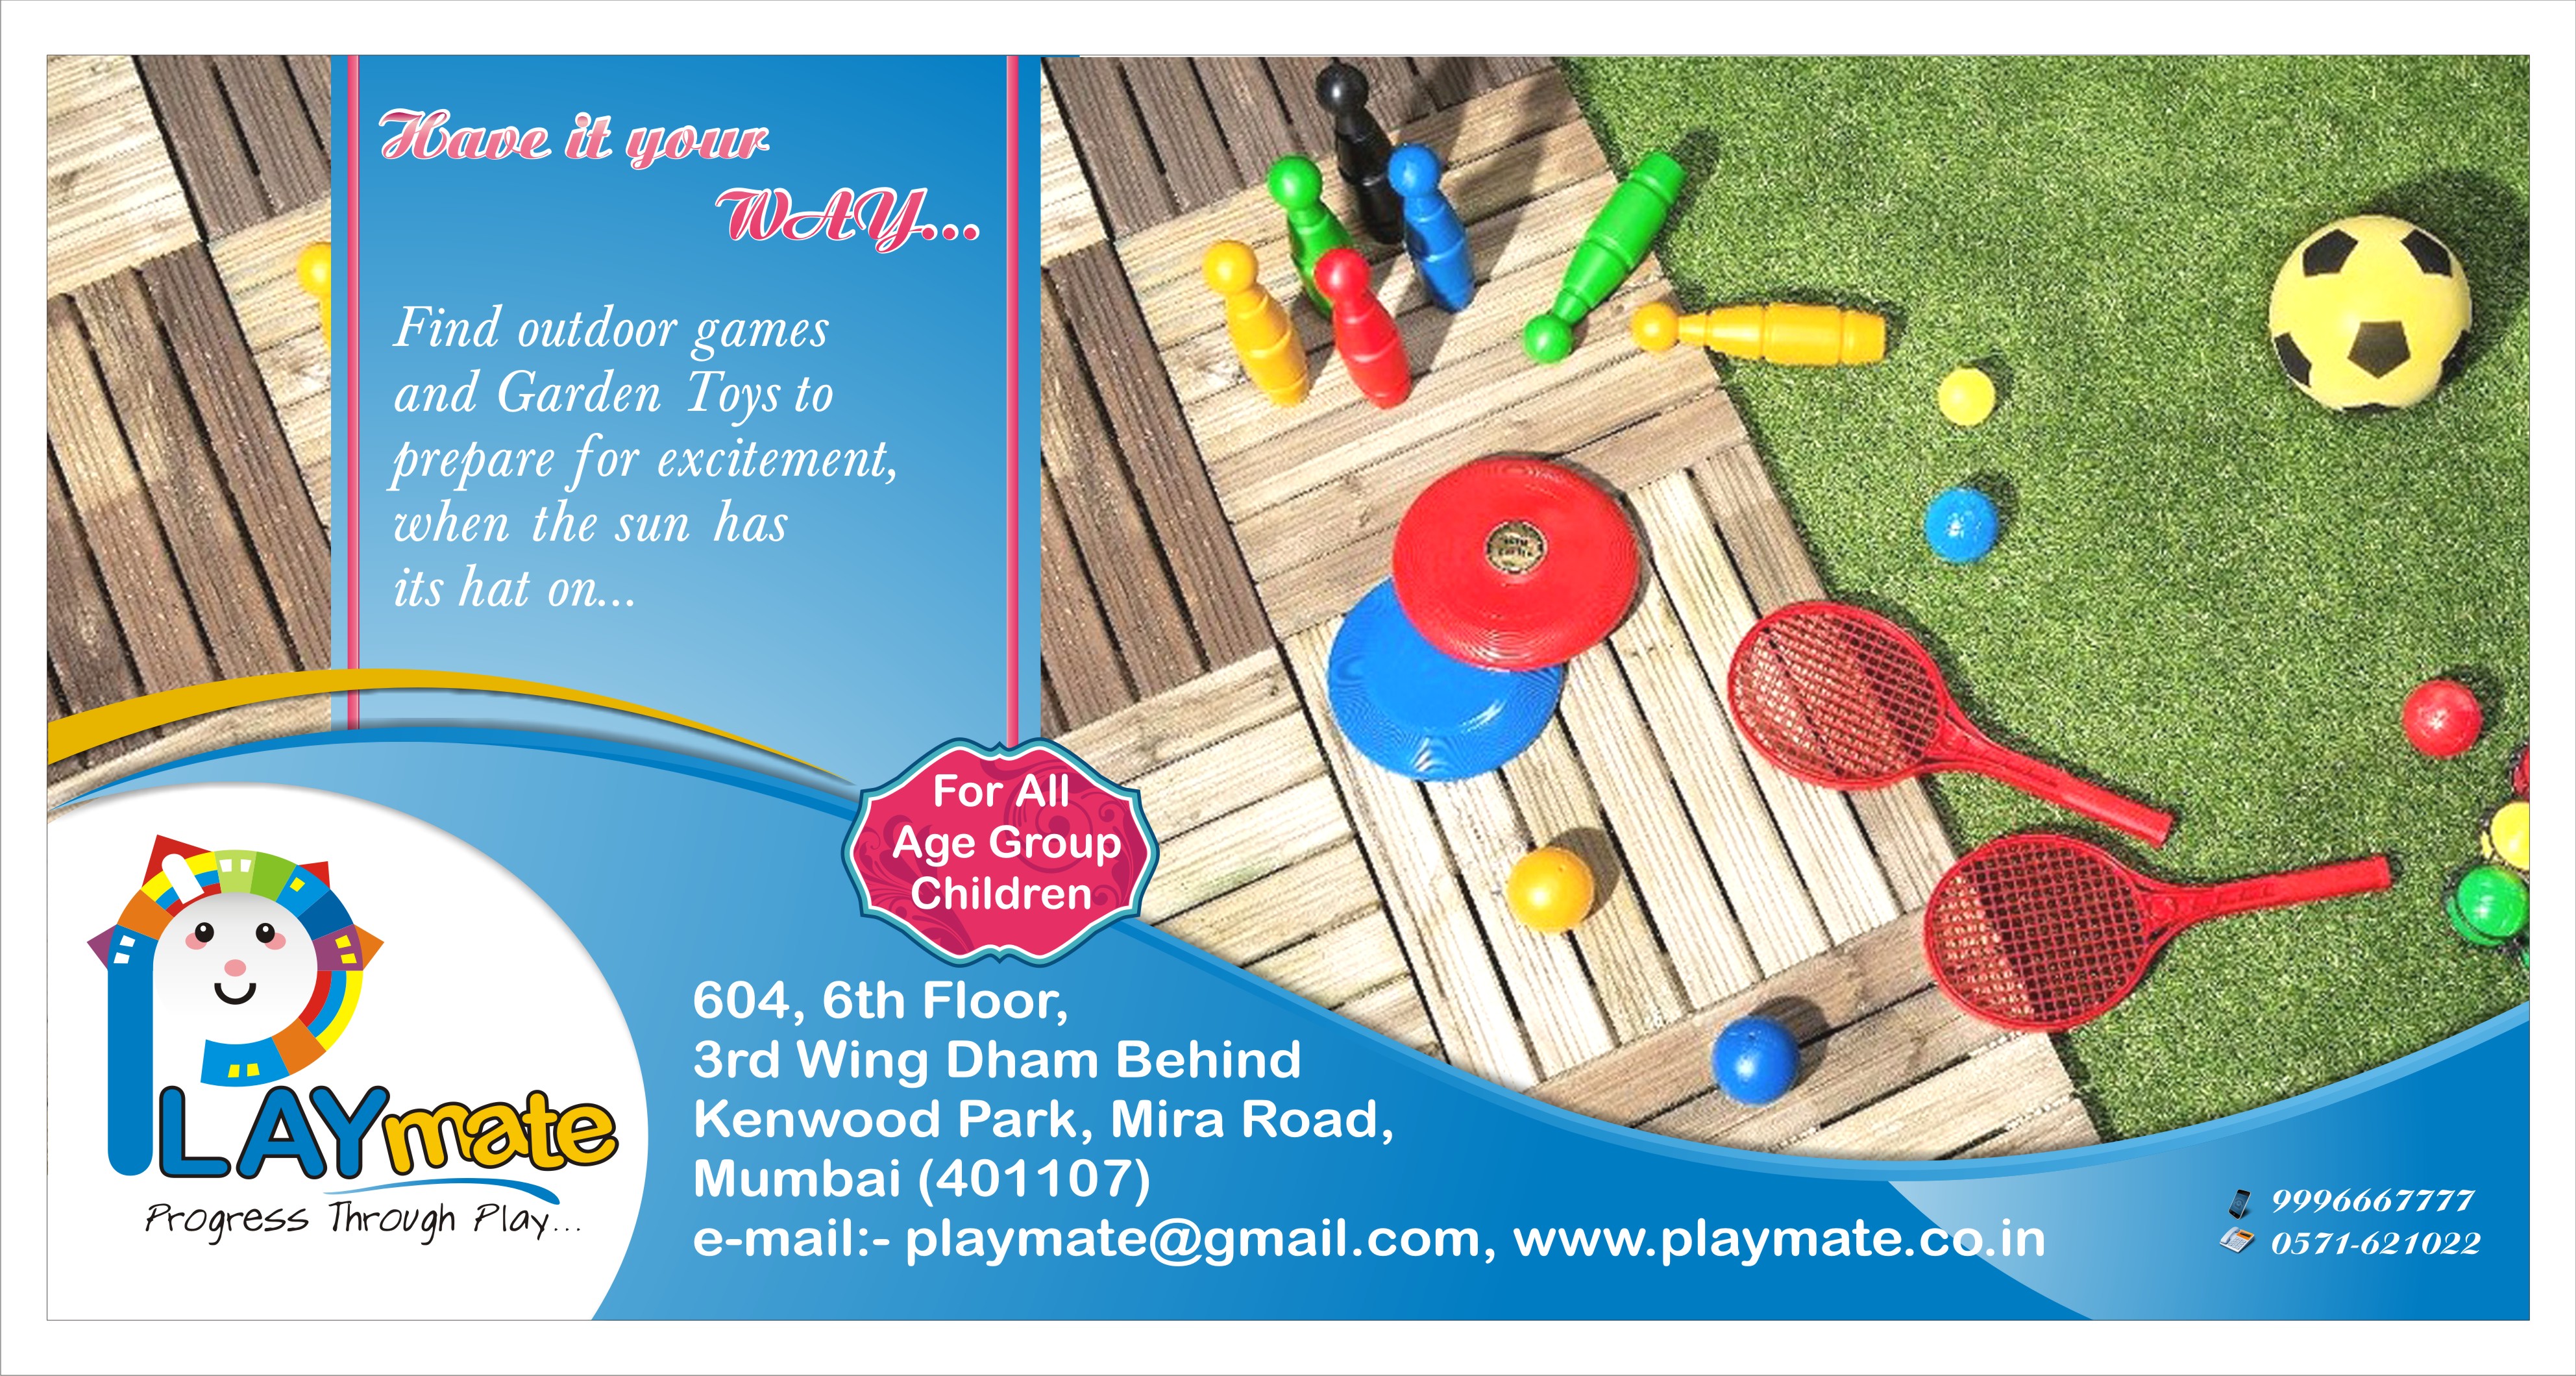 Have it your
WAY...
Find outdoor games
and Garden Toys to
prepare for excitement,
when the sun has
its hat on...
For All
Age Group
Children
PLAYmate
Progress Through Play...
604, 6th Floor,
3rd Wing Dham Behind
Kenwood Park, Mira Road,
Mumbai (401107)
e-mail:- playmate@gmail.com, www.playmate.co.in
9996667777
0571-621022